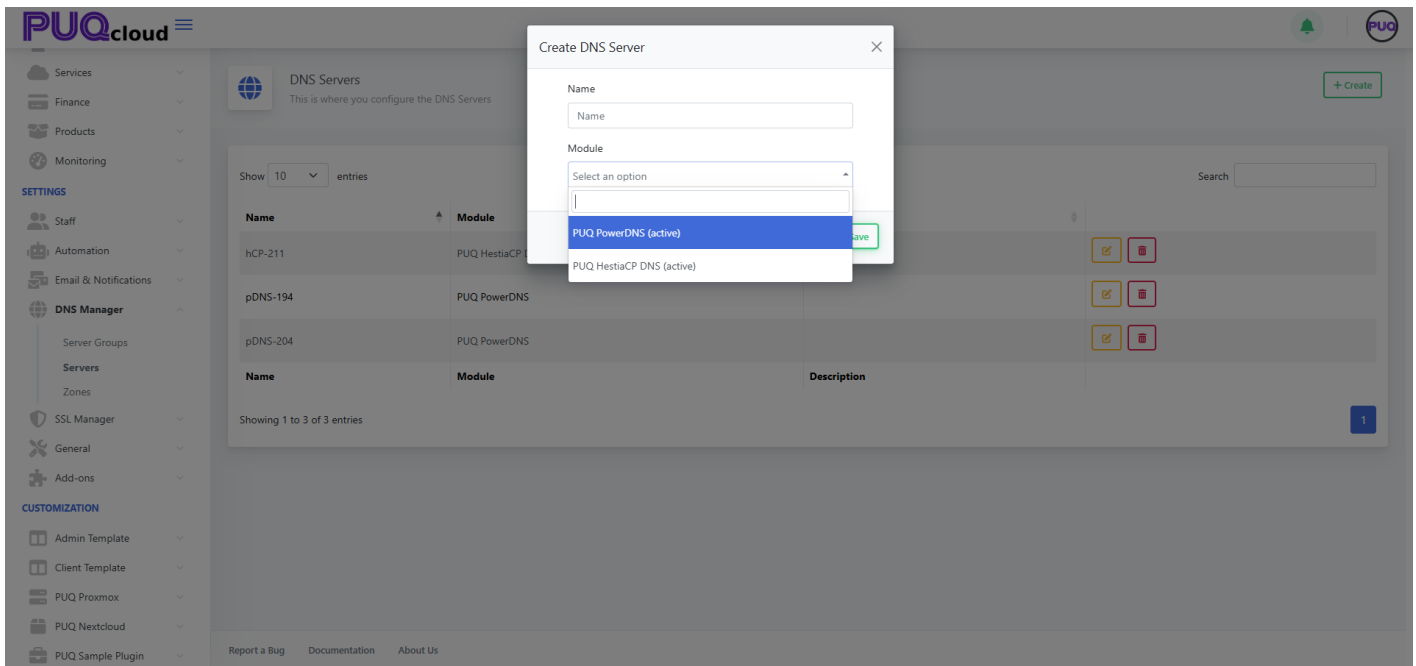 PUQcloud
PUQ
Services
Finance
Products
Monitoring
SETTINGS
Staff
Automation
Email & Notifications
DNS Manager
Server Groups
Servers
Zones
SSL Manager
General
Add-ons
CUSTOMIZATION
Admin Template
Client Template
PUQ Proxmox
PUQ Nextcloud
PUQ Sample Plugin
DNS Servers
This is where you configure the DNS Servers
+ Create
Show 10 entries
Search
Name Module
hCP-211 PUQ HestiaCP
pDNS-194 PUQ PowerDNS
pDNS-204 PUQ PowerDNS
Name Module Description
Showing 1 to 3 of 3 entries
1
Report a Bug Documentation About Us
Create DNS Server
Name
Name
Module
Select an option
PUQ PowerDNS (active)
PUQ HestiaCP DNS (active)